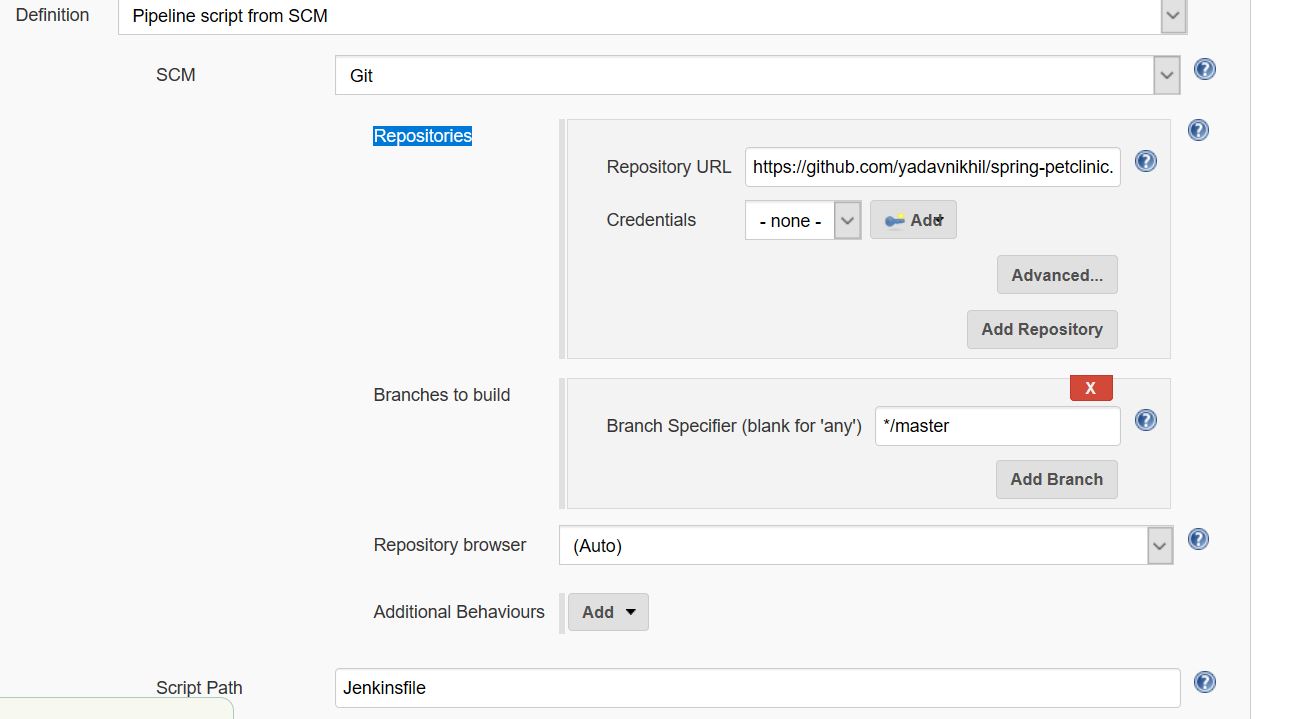 Definition Pipeline script from SCM
SCM Git
Repositories
Repository URL https://github.com/yadavnikhil/spring-petclinic.
Credentials - none - Add
Advanced...
Add Repository
Branches to build
X
Branch Specifier (blank for 'any') */master
Add Branch
Repository browser (Auto)
Additional Behaviours Add
Script Path Jenkinsfile